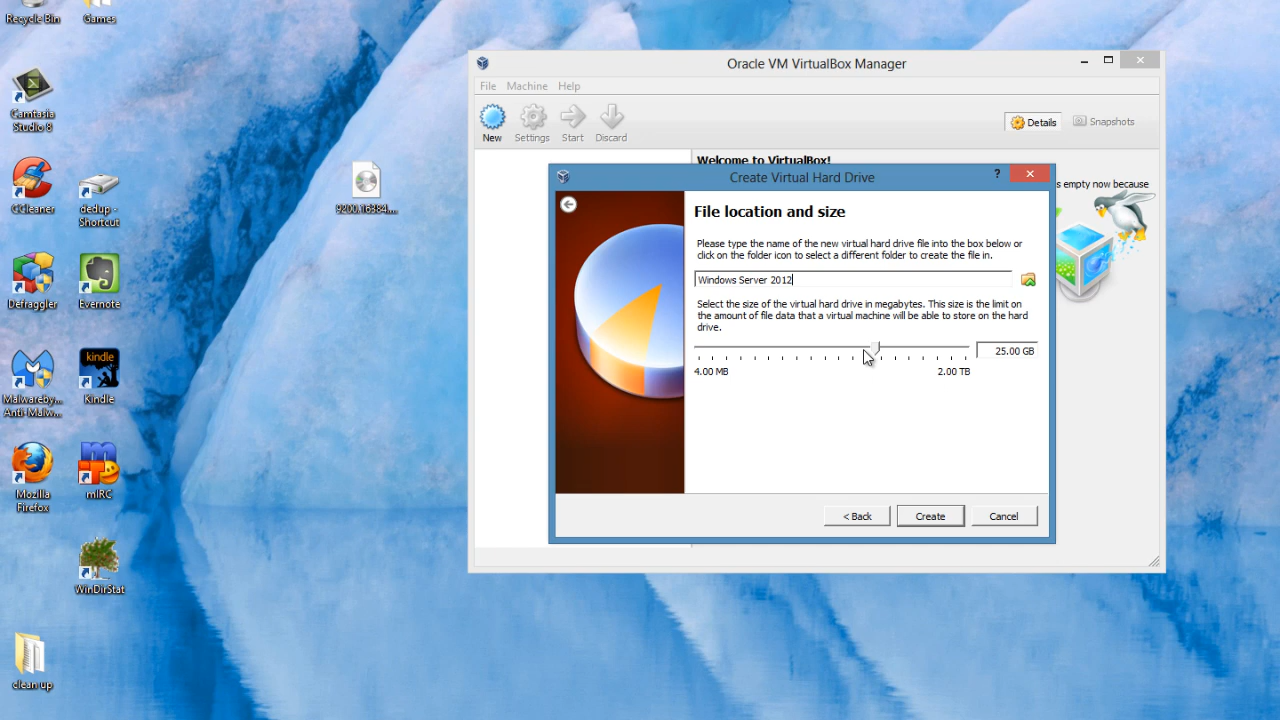 Recycle Bin
Games
Camtasia
Studio 8
CCleaner
dedup -
Shortcut
9200.16384....
Defraggler
Evernote
kindle
Malwareby...
Anti-Malw...
Kindle
Mozilla
Firefox
mIRC
WinDirStat
clean up
Oracle VM VirtualBox Manager
File
Machine
Help
New
Settings
Start
Discard
Details
Snapshots
Welcome to VirtualBox!
s empty now because
Create Virtual Hard Drive
?
File location and size
Please type the name of the new virtual hard drive file into the box below or
click on the folder icon to select a different folder to create the file in.
Windows Server 2012
Select the size of the virtual hard drive in megabytes. This size is the limit on
the amount of file data that a virtual machine will be able to store on the hard
drive.
25.00 GB
4.00 MB
2.00 TB
< Back
Create
Cancel